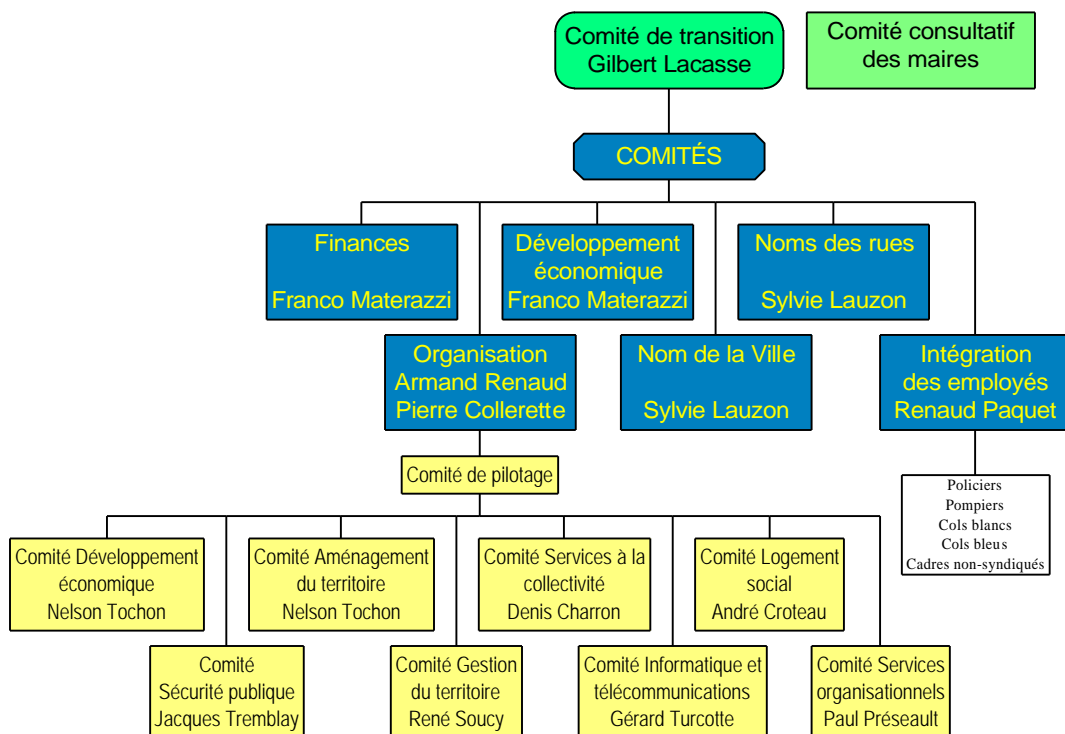 Comité de transition
Gilbert Lacasse
Comité consultatif
des maires
COMITÉS
Finances
Franco Materazzi
Développement
économique
Franco Materazzi
Noms des rues
Sylvie Lauzon
Organisation
Armand Renaud
Pierre Collerette
Nom de la Ville
Sylvie Lauzon
Intégration
des employés
Renaud Paquet
Comité de pilotage
Policiers
Pompiers
Cols blancs
Cols bleus
Cadres non-syndiqués
Comité Développement
économique
Nelson Tochon
Comité Aménagement
du territoire
Nelson Tochon
Comité Services à la
collectivité
Denis Charron
Comité Logement
social
André Croteau
Comité
Sécurité publique
Jacques Tremblay
Comité Gestion
du territoire
René Soucy
Comité Informatique et
télécommunications
Gérard Turcotte
Comité Services
organisationnels
Paul Préseault